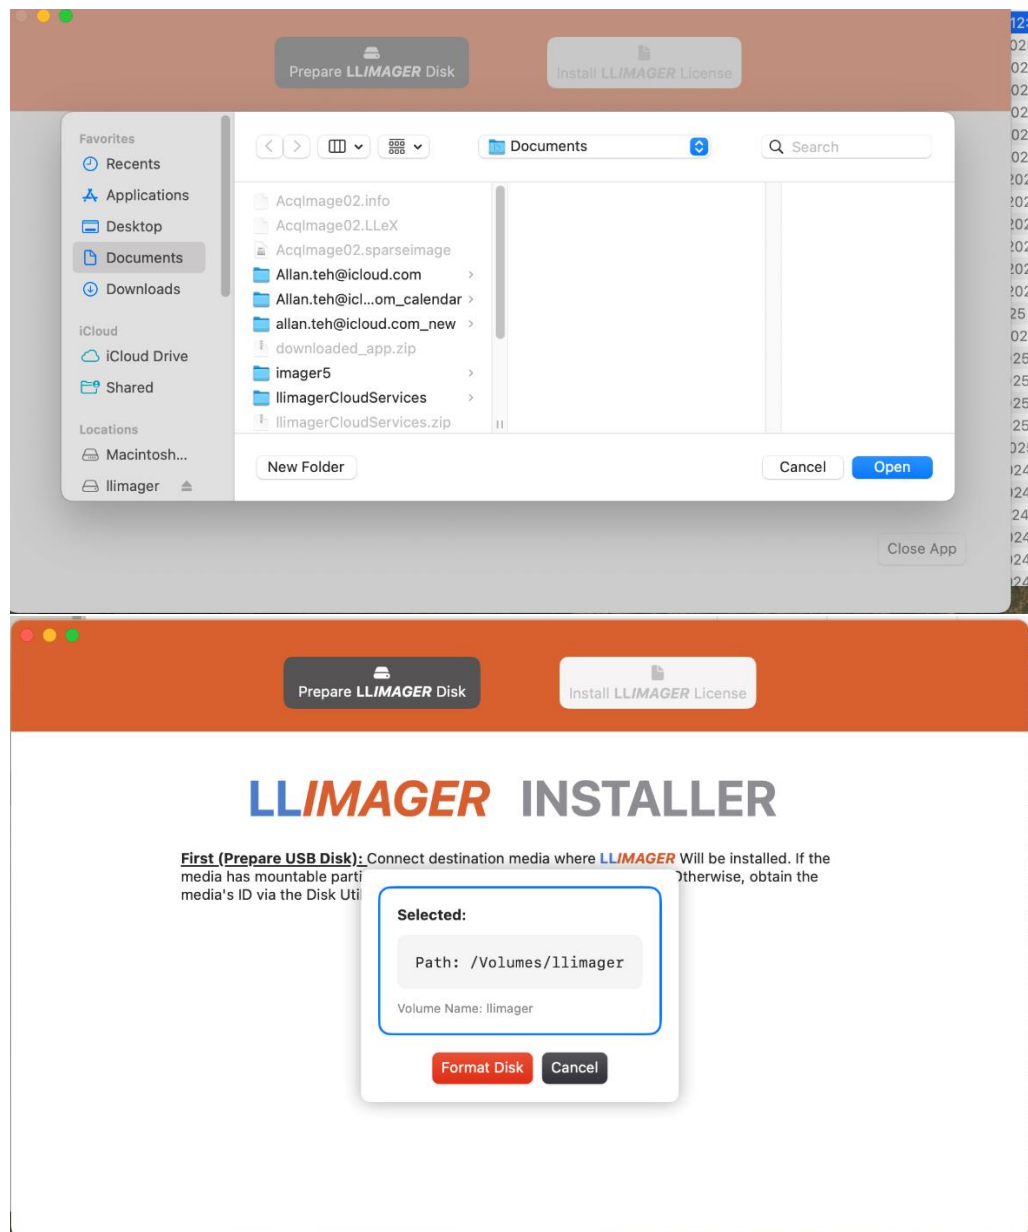 Prepare LLIMAGER Disk
Install LLIMAGER License
Favorites
Recents
Applications
Desktop
Documents
Downloads
iCloud
iCloud Drive
Shared
Locations
Macintosh...
llimager
Documents
Search
AcqImage02.info
AcqImage02.LLeX
AcqImage02.sparseimage
Allan.teh@icloud.com
Allan.teh@icl...om_calendar
allan.teh@icloud.com_new
downloaded_app.zip
imager5
llimagerCloudServices
llimagerCloudServices.zip
New Folder
Cancel
Open
Close App
Prepare LLIMAGER Disk
Install LLIMAGER License
LLIMAGER INSTALLER
First (Prepare USB Disk): Connect destination media where LLIMAGER Will be installed. If the
media has mountable parti Otherwise, obtain the
media's ID via the Disk Uti
Selected:
Path: /Volumes/llimager
Volume Name: llimager
Format Disk
Cancel